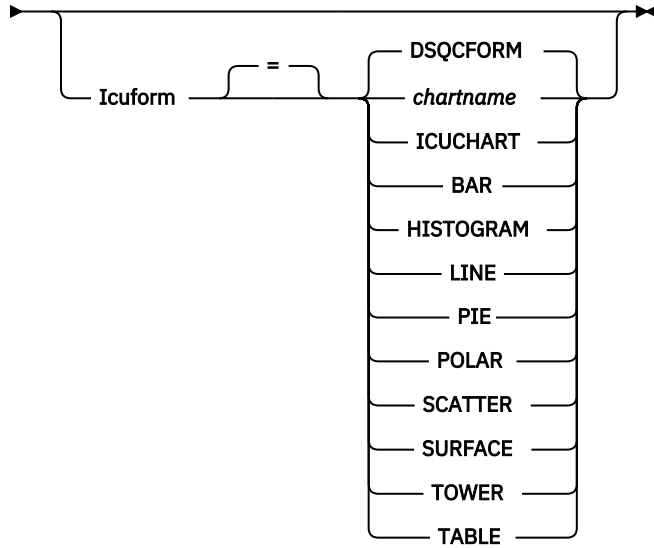 =
DSQCFORM
Icuform
chartname
ICUCHART
BAR
HISTOGRAM
LINE
PIE
POLAR
SCATTER
SURFACE
TOWER
TABLE